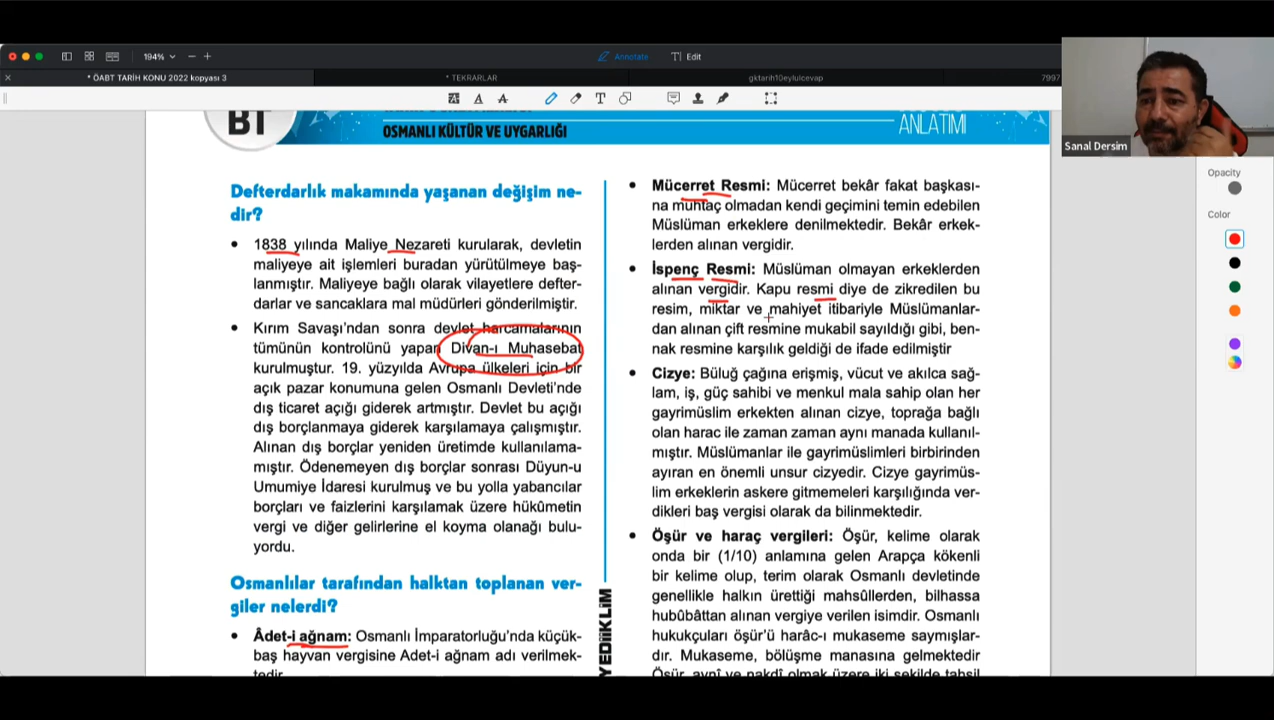 194%
Annotate
Edit
* ÖABT TARİH KONU 2022 kopyası 3
* TEKRARLAR
gktarih10eylulcevap
7997
Sanal Dersim
BT
OSMANLI KÜLTÜR VE UYGARLIĞI
ANLATIMI
Opacity
Color
Defterdarlık makamında yaşanan değişim ne-
dir?
• 1838 yılında Maliye Nezareti kurularak, devletin
maliyeye ait işlemleri buradan yürütülmeye baş-
lanmıştır. Maliyeye bağlı olarak vilayetlere defter-
darlar ve sancaklara mal müdürleri gönderilmiştir.
• Kırım Savaşı'ndan sonra devlet harcamalarının
tümünün kontrolünü yapan Divan-ı Muhasebat
kurulmuştur. 19. yüzyılda Avrupa ülkeleri için bir
açık pazar konumuna gelen Osmanlı Devleti'nde
dış ticaret açığı giderek artmıştır. Devlet bu açığı
dış borçlanmaya giderek karşılamaya çalışmıştır.
Alınan dış borçlar yeniden üretimde kullanılama-
mıştır. Ödenemeyen dış borçlar sonrası Düyun-u
Umumiye İdaresi kurulmuş ve bu yolla yabancılar
borçları ve faizlerini karşılamak üzere hükûmetin
vergi ve diğer gelirlerine el koyma olanağı bulu-
yordu.
Osmanlılar tarafından halktan toplanan ver-
giler nelerdi?
• Âdet-i ağnam: Osmanlı İmparatorluğu'nda küçük-
baş hayvan vergisine Adet-i ağnam adı verilmek-
tedir.
YEDİİKLİM
• Mücerret Resmi: Mücerret bekâr fakat başkası-
na muhtaç olmadan kendi geçimini temin edebilen
Müslüman erkeklere denilmektedir. Bekâr erkek-
lerden alınan vergidir.
• İspenç Resmi: Müslüman olmayan erkeklerden
alınan vergidir. Kapu resmi diye de zikredilen bu
resim, miktar ve mahiyet itibariyle Müslümanlar-
dan alınan çift resmine mukabil sayıldığı gibi, ben-
nak resmine karşılık geldiği de ifade edilmiştir
• Cizye: Büluğ çağına erişmiş, vücut ve akılca sağ-
lam, iş, güç sahibi ve menkul mala sahip olan her
gayrimüslim erkekten alınan cizye, toprağa bağlı
olan harac ile zaman zaman aynı manada kullanıl-
mıştır. Müslümanlar ile gayrimüslimleri birbirinden
ayıran en önemli unsur cizyedir. Cizye gayrimüs-
lim erkeklerin askere gitmemeleri karşılığında ver-
dikleri baş vergisi olarak da bilinmektedir.
• Öşür ve haraç vergileri: Öşür, kelime olarak
onda bir (1/10) anlamına gelen Arapça kökenli
bir kelime olup, terim olarak Osmanlı devletinde
genellikle halkın ürettiği mahsûllerden, bilhassa
hubûbâttan alınan vergiye verilen isimdir. Osmanlı
hukukçuları öşür'ü harâc-ı mukaseme saymışlar-
dır. Mukaseme, bölüşme manasına gelmektedir
Öşür, aynî ve nakdî olmak üzere iki şekilde tahsil